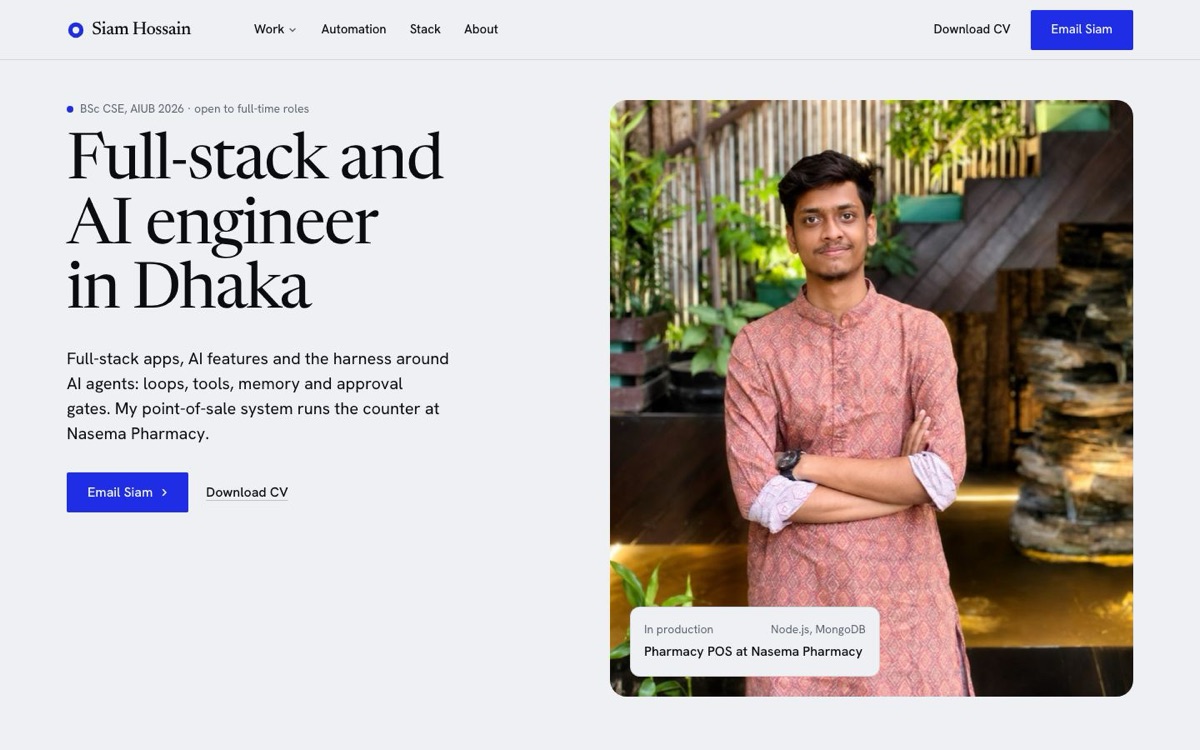 Siam Hossain
Work
Automation
Stack
About
Download CV
Email Siam
BSc CSE, AIUB 2026 · open to full-time roles
Full-stack and
AI engineer
in Dhaka
Full-stack apps, AI features and the harness around
AI agents: loops, tools, memory and approval
gates. My point-of-sale system runs the counter at
Nasema Pharmacy.
Email Siam
Download CV
In production
Node.js, MongoDB
Pharmacy POS at Nasema Pharmacy